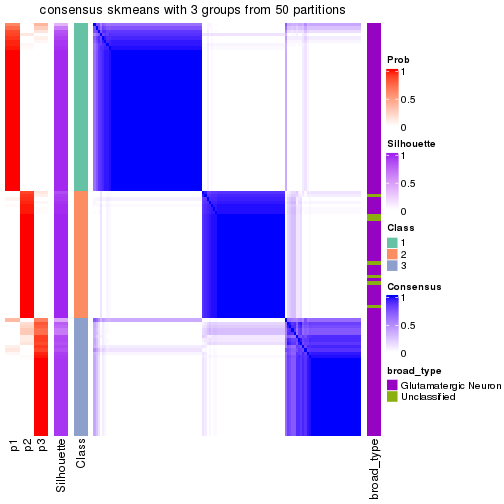 consensus skmeans with 3 groups from 50 partitions
Prob
1
0.5
0
Silhouette
1
0.5
0
Class
1
2
3
Consensus
1
0.5
0
broad_type
Glutamatergic Neuron
Unclassified
p1
p2
p3
Silhouette
Class
broad_type